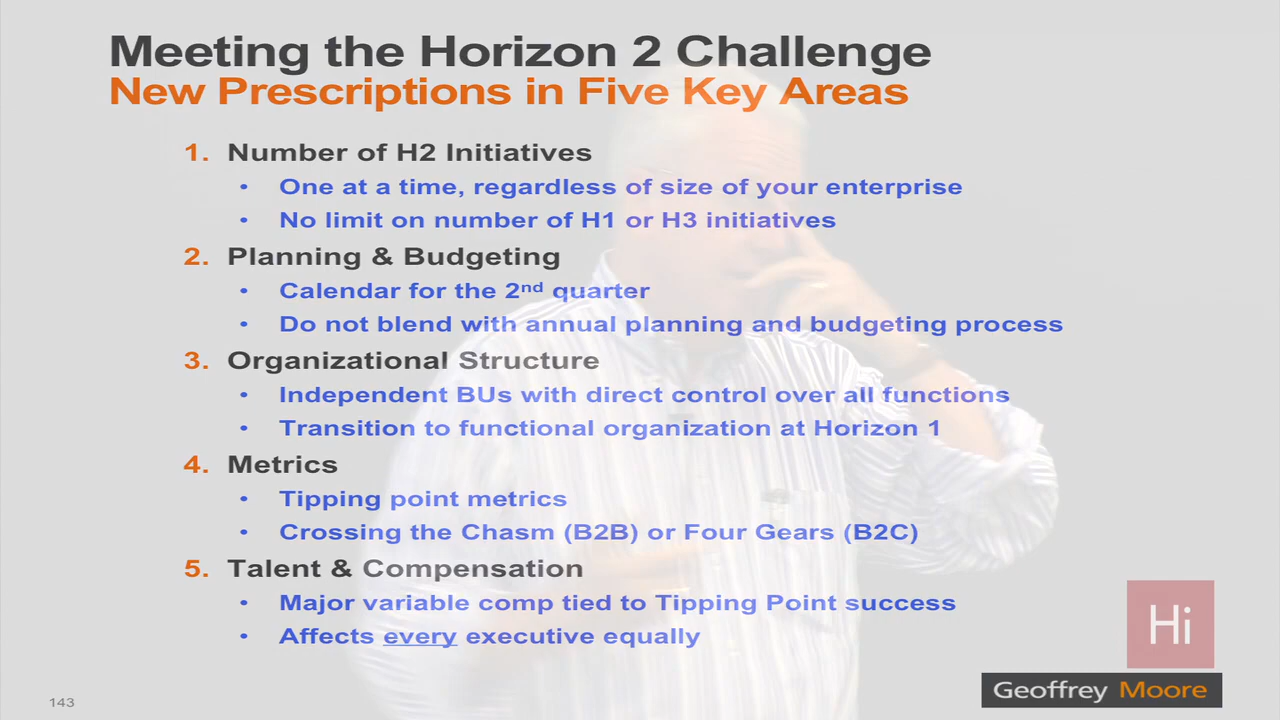 Meeting the Horizon 2 Challenge
New Prescriptions in Five Key Areas
1. Number of H2 Initiatives
• One at a time, regardless of size of your enterprise
• No limit on number of H1 or H3 initiatives
2. Planning & Budgeting
• Calendar for the 2nd quarter
• Do not blend with annual planning and budgeting process
3. Organizational Structure
• Independent BUs with direct control over all functions
• Transition to functional organization at Horizon 1
4. Metrics
• Tipping point metrics
• Crossing the Chasm (B2B) or Four Gears (B2C)
5. Talent & Compensation
• Major variable comp tied to Tipping Point success
• Affects every executive equally
Hi
Geoffrey Moore
143